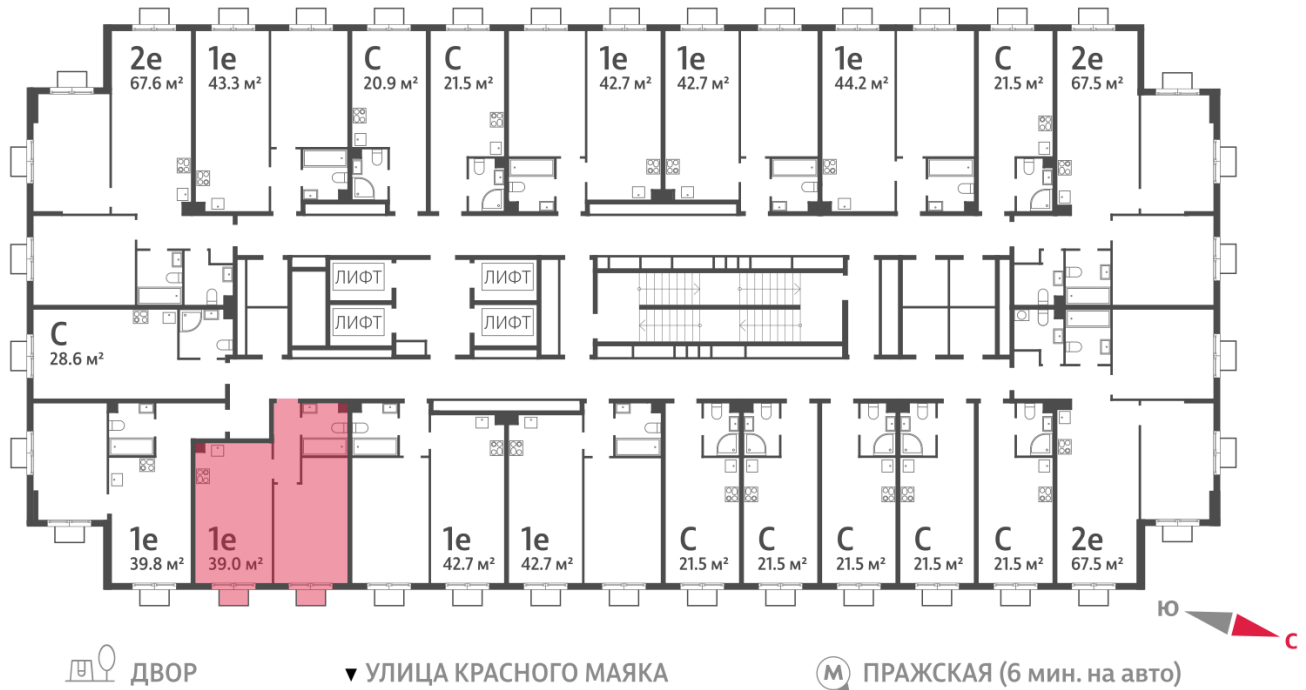 2е
67.6 м²
1е
43.3 м²
С
20.9 м²
С
21.5 м²
1е
42.7 м²
1е
42.7 м²
1е
44.2 м²
С
21.5 м²
2е
67.5 м²
ЛИФТ
ЛИФТ
ЛИФТ
ЛИФТ
С
28.6 м²
1е
39.8 м²
1е
39.0 м²
1е
42.7 м²
1е
42.7 м²
С
21.5 м²
С
21.5 м²
С
21.5 м²
С
21.5 м²
С
21.5 м²
2е
67.5 м²
Ю
С
ДВОР
УЛИЦА КРАСНОГО МАЯКА
М ПРАЖСКАЯ (6 мин. на авто)